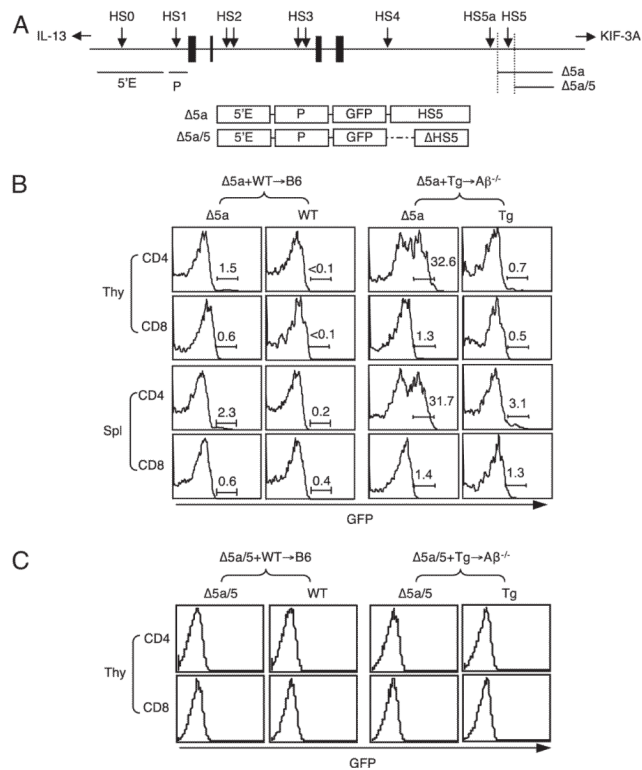 A
HS0 HS1 HS2 HS3 HS4 HS5a HS5
IL-13 KIF-3A
5'E P Δ5a
Δ5a/5
Δ5a 5'E P GFP HS5
Δ5a/5 5'E P GFP ΔHS5
B
Δ5a+WT→B6 Δ5a+Tg→Aβ-/-
Δ5a WT Δ5a Tg
Thy
CD4 1.5 <0.1 32.6 0.7
CD8 0.6 <0.1 1.3 0.5
Spl
CD4 2.3 0.2 31.7 3.1
CD8 0.6 0.4 1.4 1.3
GFP
C
Δ5a/5+WT→B6 Δ5a/5+Tg→Aβ-/-
Δ5a/5 WT Δ5a/5 Tg
Thy
CD4
CD8
GFP